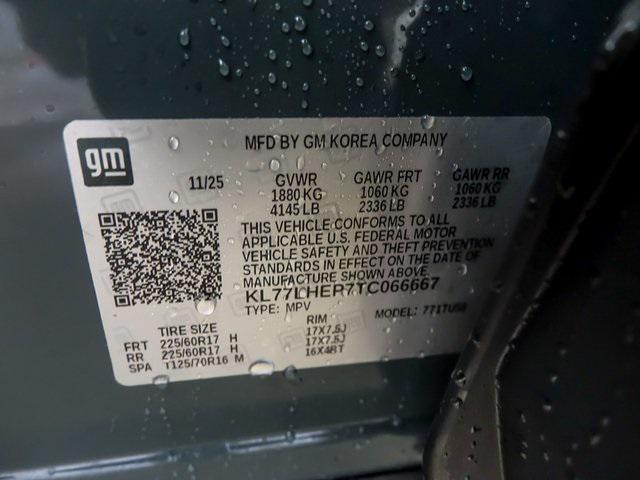 gm
MFD BY GM KOREA COMPANY
11/25 GVWR GAWR FRT GAWR RR
1880 KG 1060 KG 1060 KG
4145 LB 2336 LB 2336 LB
THIS VEHICLE CONFORMS TO ALL
APPLICABLE U.S. FEDERAL MOTOR
VEHICLE SAFETY AND THEFT PREVENTION
STANDARDS IN EFFECT ON THE DATE OF
MANUFACTURE SHOWN ABOVE.
KL77LHEP7TC066667
TYPE: MPV MODEL: 771TU58
TIRE SIZE RIM
FRT 225/60R17 H 17X7.5J
RR 225/60R17 H 17X7.5J
SPA T125/70R16 M 16X4BT